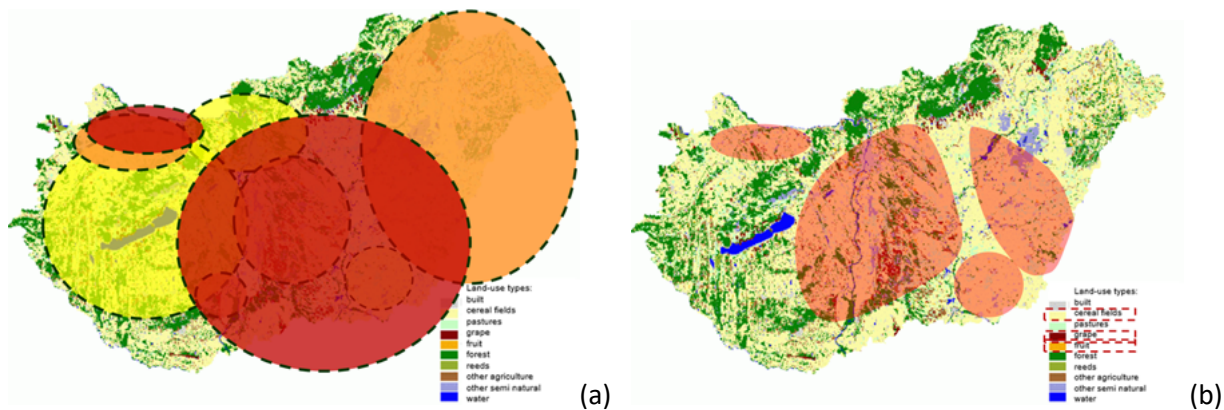 Land-use types:
built
cereal fields
pastures
grape
fruit
forest
reeds
other agriculture
other semi natural
water
(a)
Land-use types:
built
cereal fields
pastures
grape
fruit
forest
reeds
other agriculture
other semi natural
water
(b)